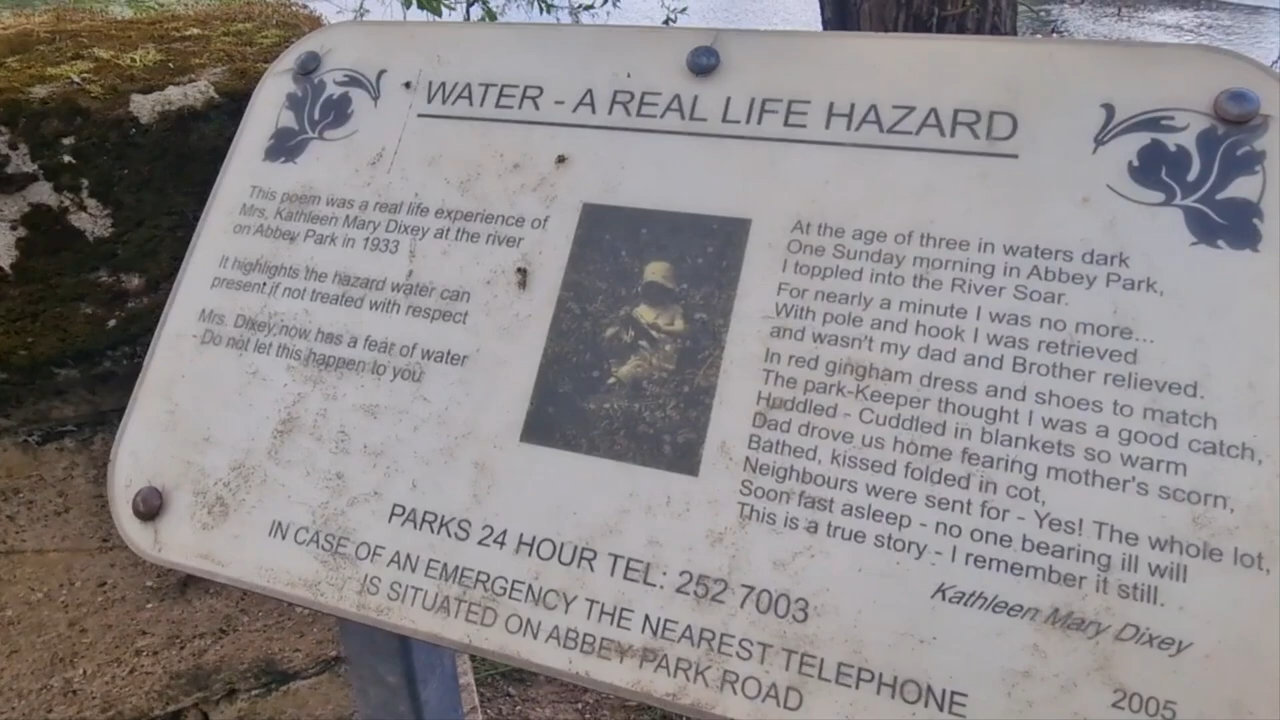 WATER - A REAL LIFE HAZARD
This poem was a real life experience of
Mrs, Kathleen Mary Dixey at the river
on Abbey Park in 1933
It highlights the hazard water can
present if not treated with respect
Mrs. Dixey now has a fear of water
- Do not let this happen to you
At the age of three in waters dark
One Sunday morning in Abbey Park,
I toppled into the River Soar.
For nearly a minute I was no more...
With pole and hook I was retrieved
and wasn't my dad and Brother relieved.
In red gingham dress and shoes to match
The park-Keeper thought I was a good catch,
Huddled - Cuddled in blankets so warm
Dad drove us home fearing mother's scorn,
Bathed, kissed folded in cot,
Neighbours were sent for - Yes! The whole lot,
Soon fast asleep - no one bearing ill will
This is a true story - I remember it still.
Kathleen Mary Dixey
2005
PARKS 24 HOUR TEL: 252 7003
IN CASE OF AN EMERGENCY THE NEAREST TELEPHONE
IS SITUATED ON ABBEY PARK ROAD